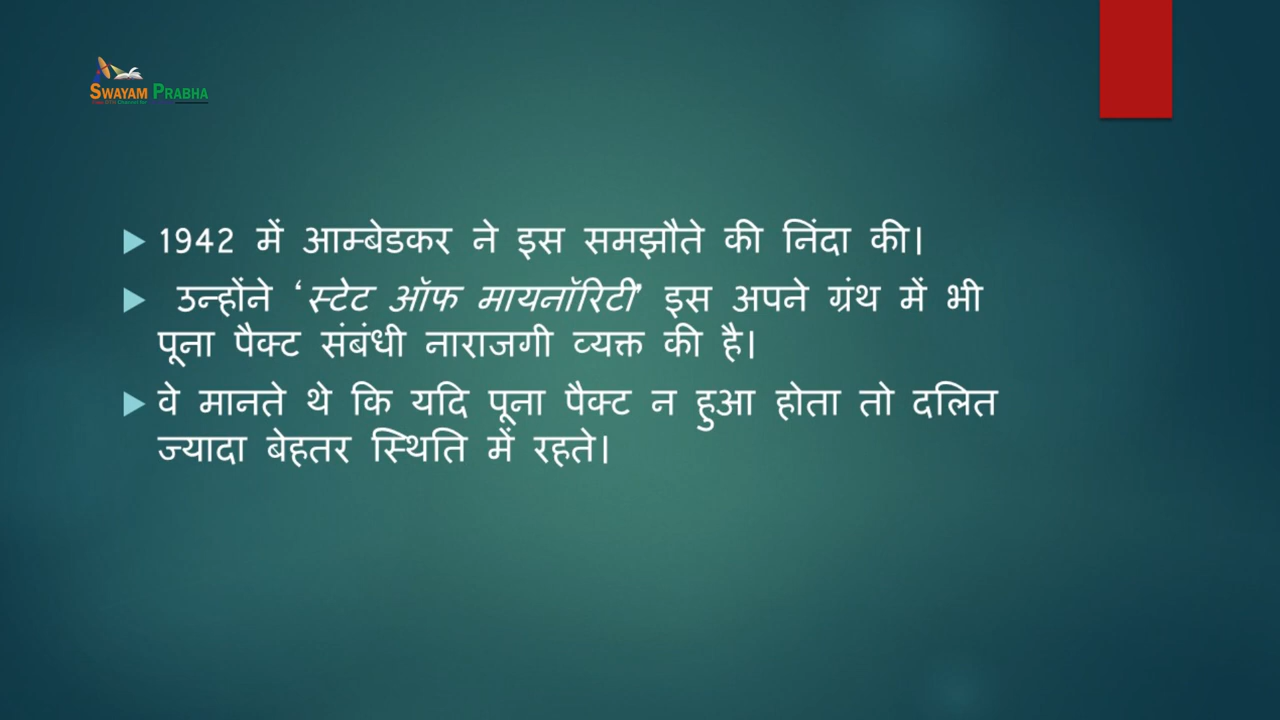 SWAYAM PRABHA
1942 में आम्बेडकर ने इस समझौते की निंदा की।
उन्होंने ‘स्टेट ऑफ मायनॉरिटी’ इस अपने ग्रंथ में भी
पूना पैक्ट संबंधी नाराजगी व्यक्त की है।
वे मानते थे कि यदि पूना पैक्ट न हुआ होता तो दलित
ज्यादा बेहतर स्थिति में रहते।